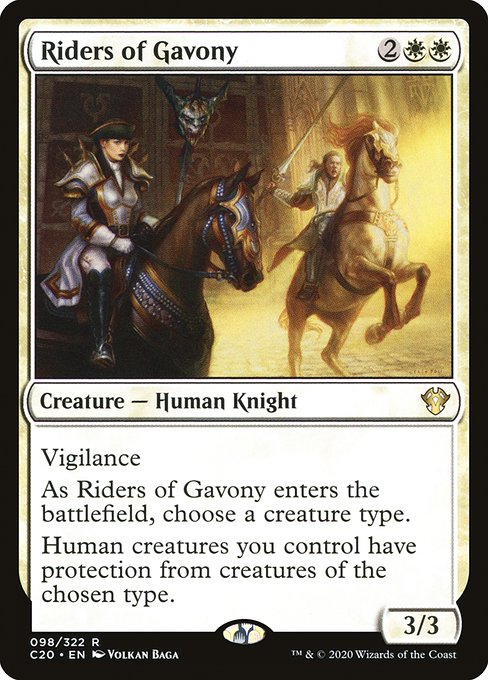 Riders of Gavony 2
Creature — Human Knight
Vigilance
As Riders of Gavony enters the
battlefield, choose a creature type.
Human creatures you control have
protection from creatures of the
chosen type.
3/3
098/322 R
C20 • EN VOLKAN BAGA
™ & © 2020 Wizards of the Coast